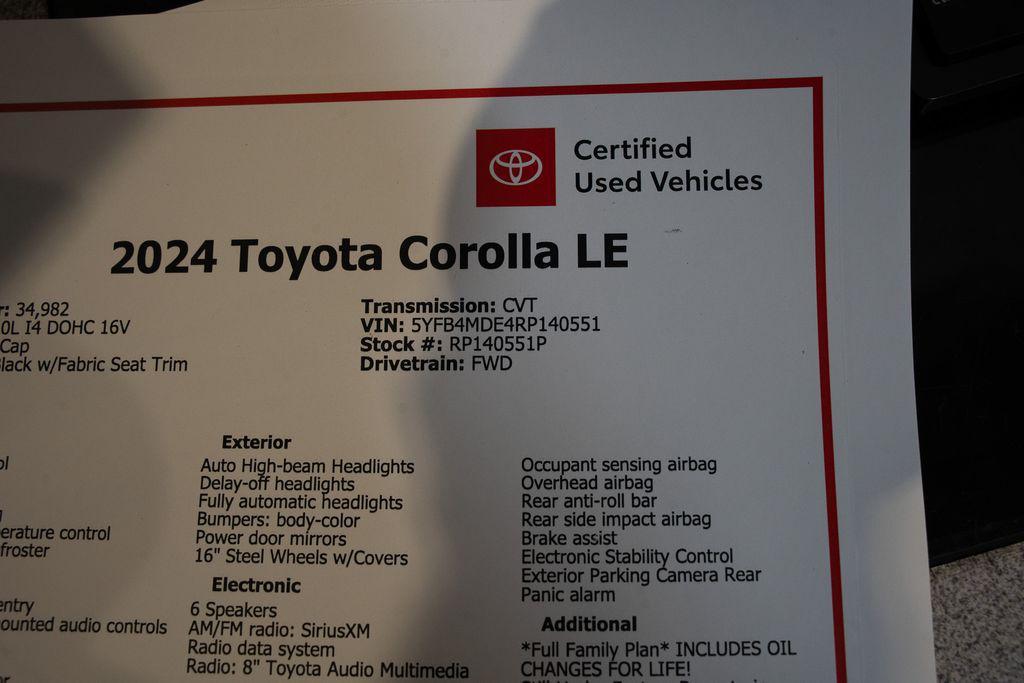 Certified
Used Vehicles
2024 Toyota Corolla LE
r: 34,982
0L I4 DOHC 16V
Cap
lack w/Fabric Seat Trim
Transmission: CVT
VIN: 5YFB4MDE4RP140551
Stock #: RP140551P
Drivetrain: FWD
ol
erature control
froster
entry
ounted audio controls
or
Exterior
Auto High-beam Headlights
Delay-off headlights
Fully automatic headlights
Bumpers: body-color
Power door mirrors
16" Steel Wheels w/Covers
Electronic
6 Speakers
AM/FM radio: SiriusXM
Radio data system
Radio: 8" Toyota Audio Multimedia
Occupant sensing airbag
Overhead airbag
Rear anti-roll bar
Rear side impact airbag
Brake assist
Electronic Stability Control
Exterior Parking Camera Rear
Panic alarm
Additional
*Full Family Plan* INCLUDES OIL
CHANGES FOR LIFE!